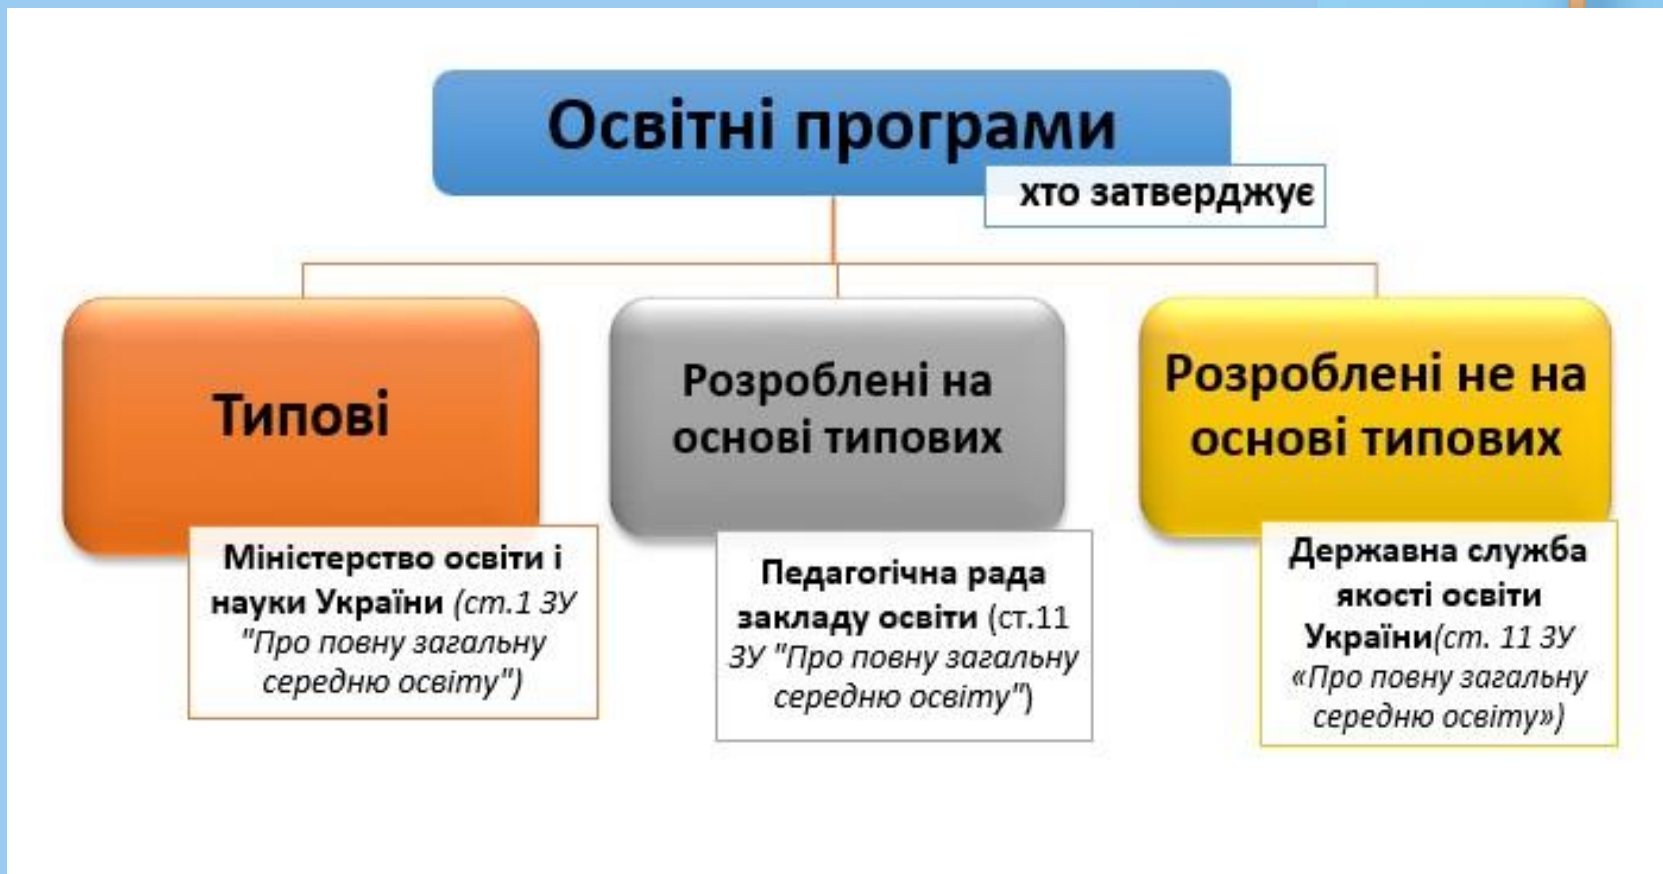 Освітні програми
хто затверджує
Типові
Міністерство освіти і
науки України (ст.1 ЗУ
"Про повну загальну
середню освіту")
Розроблені на
основі типових
Педагогічна рада
закладу освіти (ст.11
ЗУ "Про повну загальну
середню освіту")
Розроблені не на
основі типових
Державна служба
якості освіти
України(ст. 11 ЗУ
«Про повну загальну
середню освіту»)